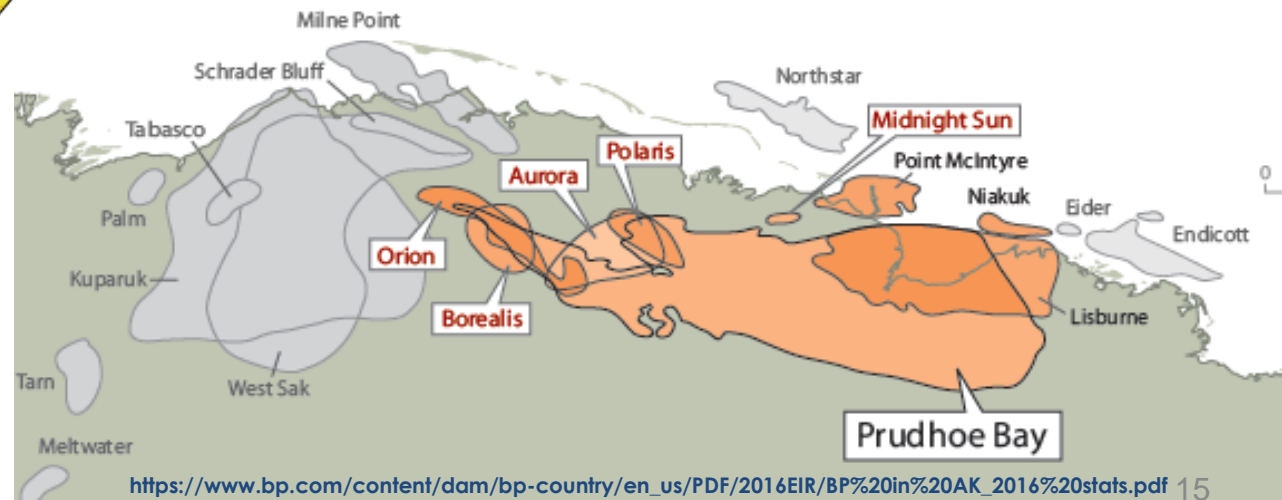 Milne Point
Schrader Bluff
Northstar
Tabasco
Midnight Sun
Polaris
Point McIntyre
Aurora
0
Niakuk
Palm
Eider
Endicott
Orion
Kuparuk
Borealis
Lisburne
Tarn
West Sak
Prudhoe Bay
Meltwater
https://www.bp.com/content/dam/bp-country/en_us/PDF/2016EIR/BP%20in%20AK_2016%20stats.pdf 15